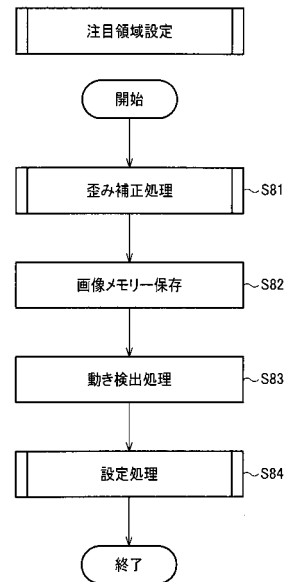 注目領域設定
開始
歪み補正処理 S81
画像メモリー保存 S82
動き検出処理 S83
設定処理 S84
終了